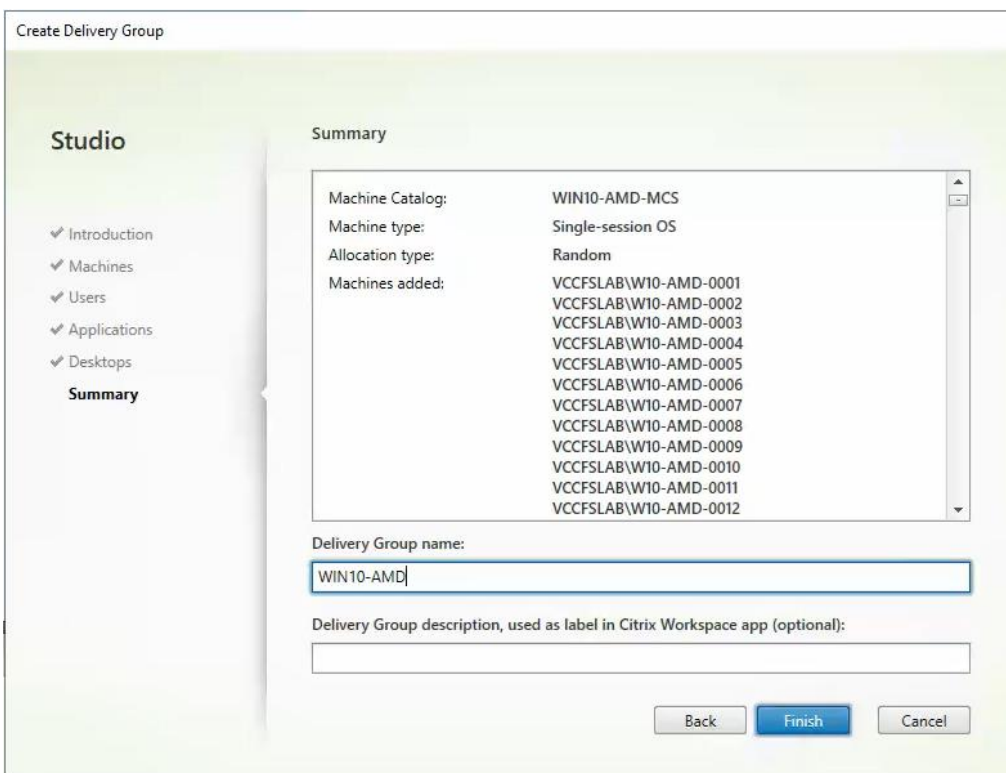 Create Delivery Group
Studio
Introduction
Machines
Users
Applications
Desktops
Summary
Summary
Machine Catalog: WIN10-AMD-MCS
Machine type: Single-session OS
Allocation type: Random
Machines added: VCCFSLAB\W10-AMD-0001
VCCFSLAB\W10-AMD-0002
VCCFSLAB\W10-AMD-0003
VCCFSLAB\W10-AMD-0004
VCCFSLAB\W10-AMD-0005
VCCFSLAB\W10-AMD-0006
VCCFSLAB\W10-AMD-0007
VCCFSLAB\W10-AMD-0008
VCCFSLAB\W10-AMD-0009
VCCFSLAB\W10-AMD-0010
VCCFSLAB\W10-AMD-0011
VCCFSLAB\W10-AMD-0012
Delivery Group name:
WIN10-AMD
Delivery Group description, used as label in Citrix Workspace app (optional):
Back Finish Cancel